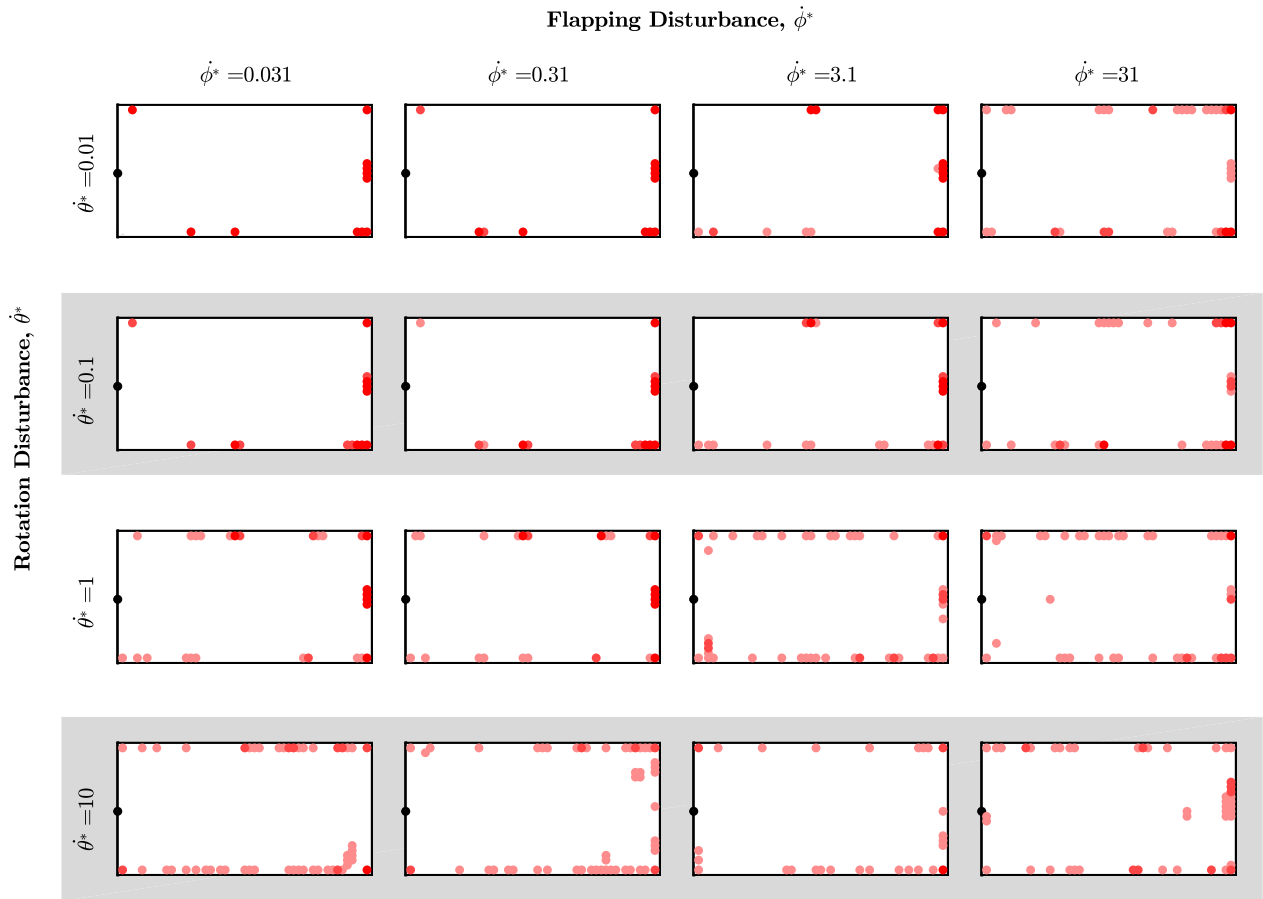 Flapping Disturbance, φ̇*
φ̇* =0.031
φ̇* =0.31
φ̇* =3.1
φ̇* =31
Rotation Disturbance, θ̇*
θ̇* =0.01
θ̇* =0.1
θ̇* =1
θ̇* =10